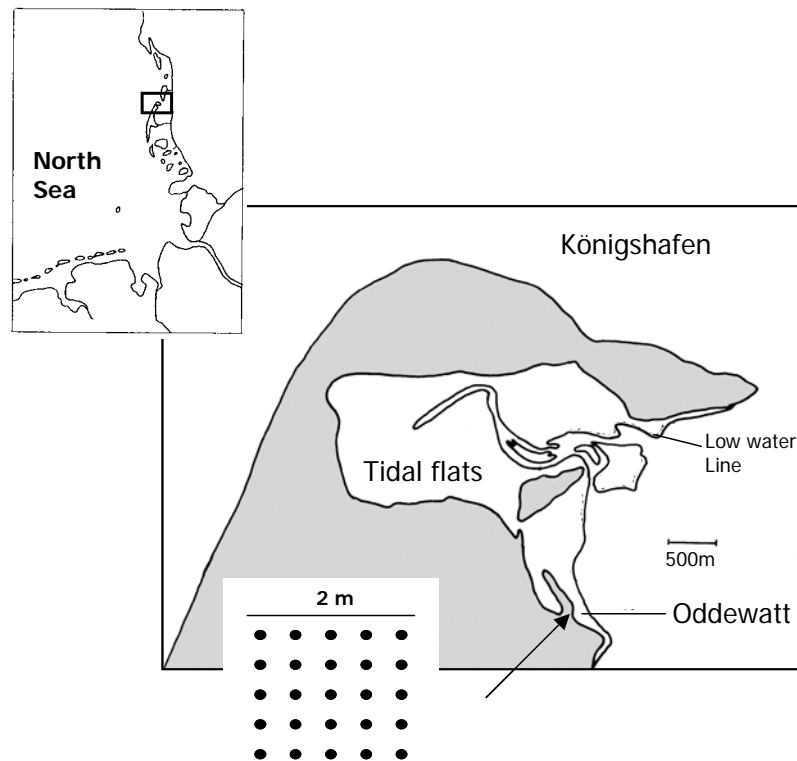 North
Sea
Königshafen
Tidal flats
Low water
Line
500m
2 m
Oddewatt